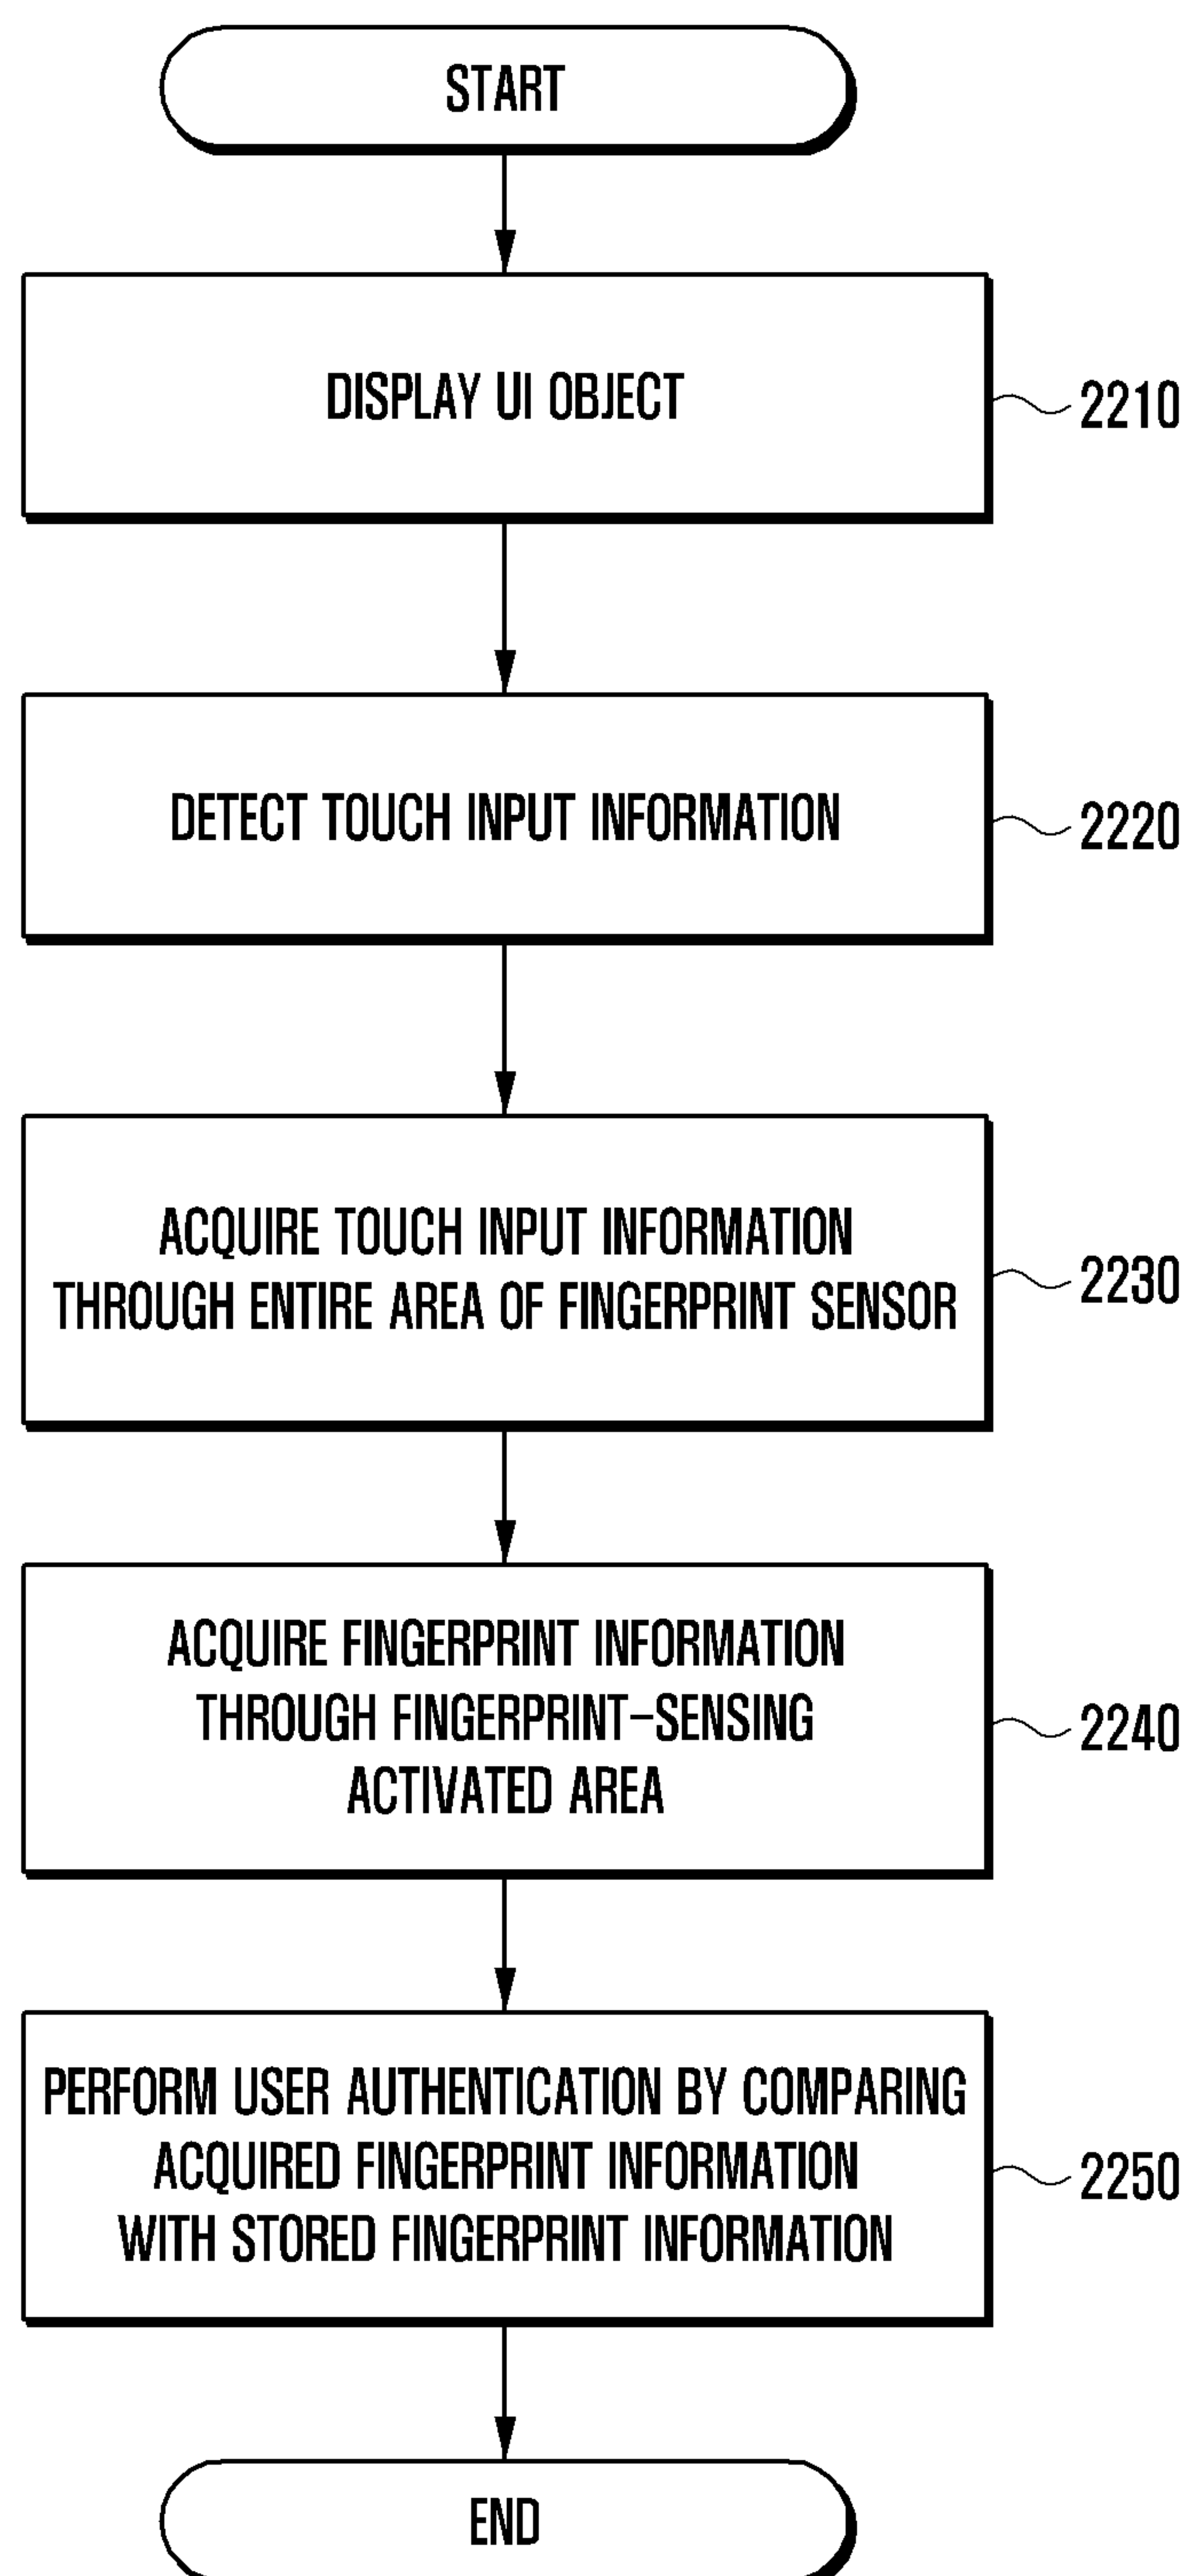 START
DISPLAY UI OBJECT
2210
DETECT TOUCH INPUT INFORMATION
2220
ACQUIRE TOUCH INPUT INFORMATION
THROUGH ENTIRE AREA OF FINGERPRINT SENSOR
2230
ACQUIRE FINGERPRINT INFORMATION
THROUGH FINGERPRINT-SENSING
ACTIVATED AREA
2240
PERFORM USER AUTHENTICATION BY COMPARING
ACQUIRED FINGERPRINT INFORMATION
WITH STORED FINGERPRINT INFORMATION
2250
END